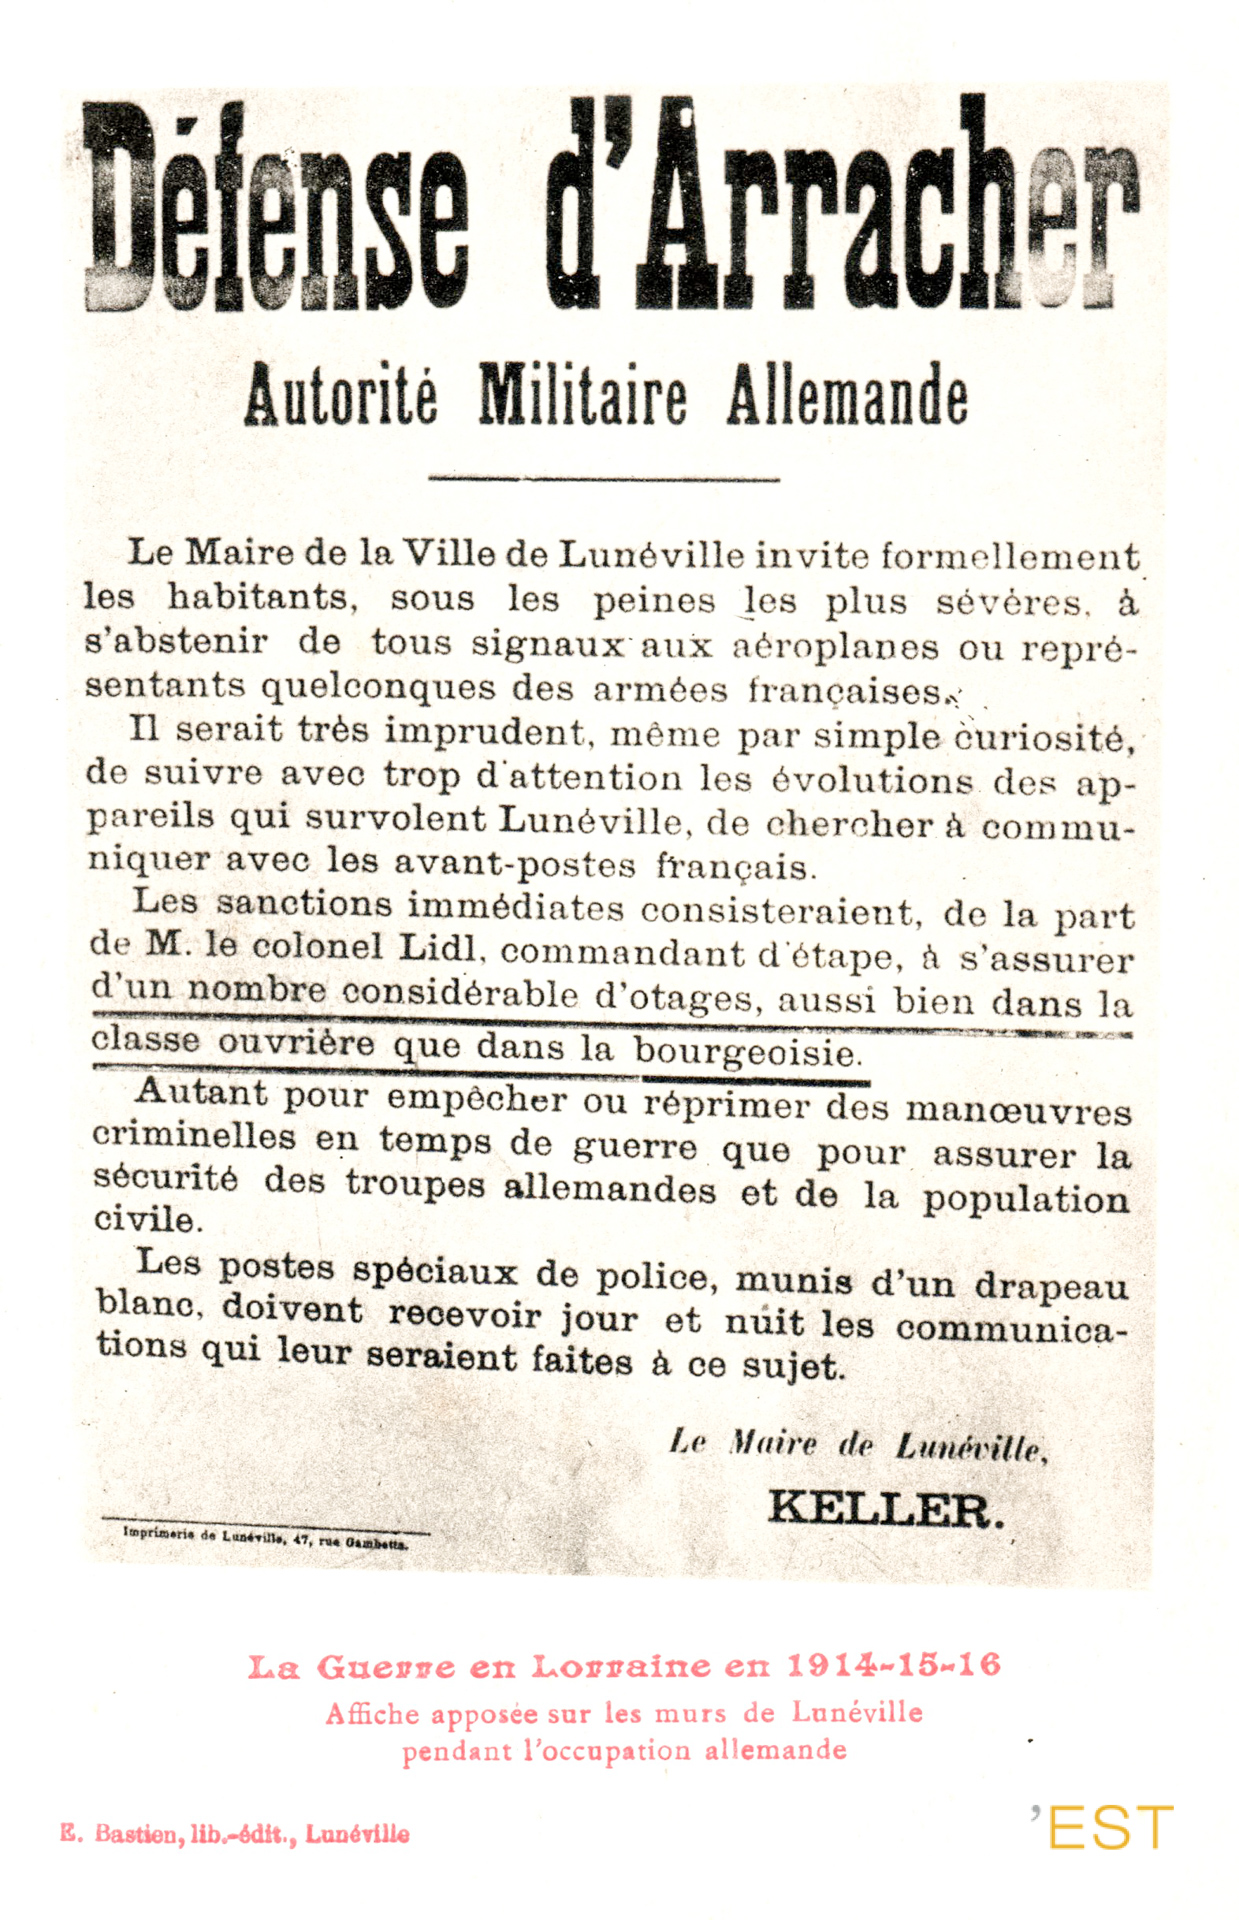 Défense d'Arracher
Autorité Militaire Allemande
Le Maire de la Ville de Lunéville invite formellement
les habitants, sous les peines les plus sévères, à
s'abstenir de tous signaux aux aéroplanes ou repré-
sentants quelconques des armées françaises.
Il serait très imprudent, même par simple curiosité,
de suivre avec trop d'attention les évolutions des ap-
pareils qui survolent Lunéville, de chercher à commu-
niquer avec les avant-postes français.
Les sanctions immédiates consisteraient, de la part
de M. le colonel Lidl, commandant d'étape, à s'assurer
d'un nombre considérable d'otages, aussi bien dans la
classe ouvrière que dans la bourgeoisie.
Autant pour empêcher ou réprimer des manœuvres
criminelles en temps de guerre que pour assurer la
sécurité des troupes allemandes et de la population
civile.
Les postes spéciaux de police, munis d'un drapeau
blanc, doivent recevoir jour et nuit les communica-
tions qui leur seraient faites à ce sujet.
Le Maire de Lunéville,
KELLER.
Imprimerie de Lunéville, 47, rue Gambetta.
La Guerre en Lorraine en 1914-15-16
Affiche apposée sur les murs de Lunéville
pendant l'occupation allemande
E. Bastien, lib.-édit., Lunéville
'EST